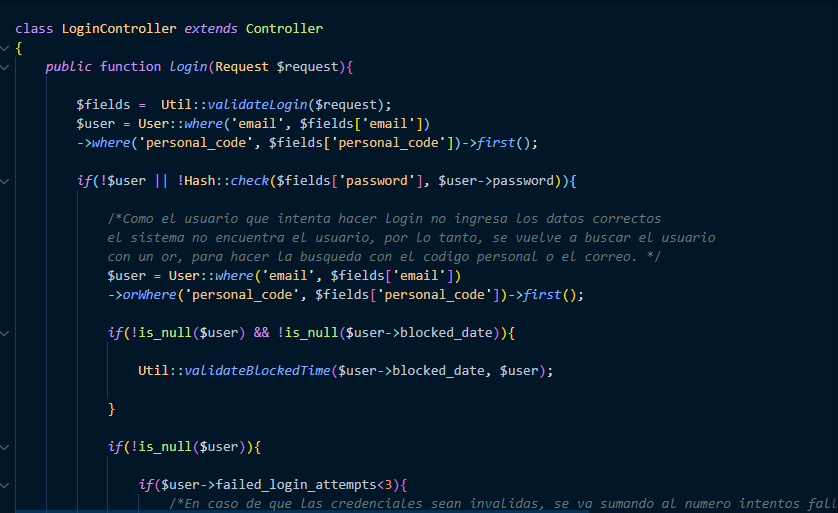 class LoginController extends Controller
{
public function login(Request $request){
$fields =  Util::validateLogin($request);
$user = User::where('email', $fields['email'])
->where('personal_code', $fields['personal_code'])->first();
if(!$user || !Hash::check($fields['password'], $user->password)){
/*Como el usuario que intenta hacer login no ingresa los datos correctos
el sistema no encuentra el usuario, por lo tanto, se vuelve a buscar el usuario
con un or, para hacer la busqueda con el codigo personal o el correo. */
$user = User::where('email', $fields['email'])
->orWhere('personal_code', $fields['personal_code'])->first();
if(!is_null($user) && !is_null($user->blocked_date)){
Util::validateBlockedTime($user->blocked_date, $user);
}
if(!is_null($user)){
if($user->failed_login_attempts<3){
/*En caso de que las credenciales sean invalidas, se va sumando al numero intentos fall